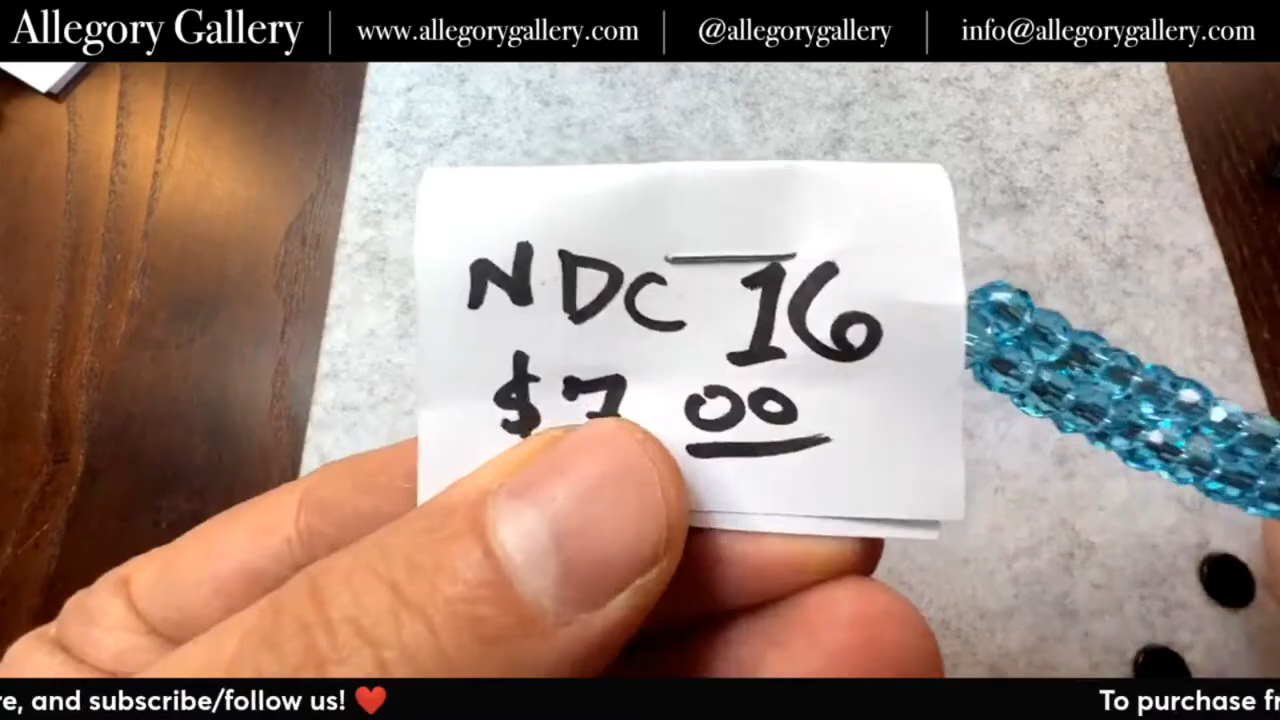 Allegory Gallery | www.allegorygallery.com | @allegorygallery | info@allegorygallery.com
NDC 16
$7 00
re, and subscribe/follow us! ❤️ To purchase fr